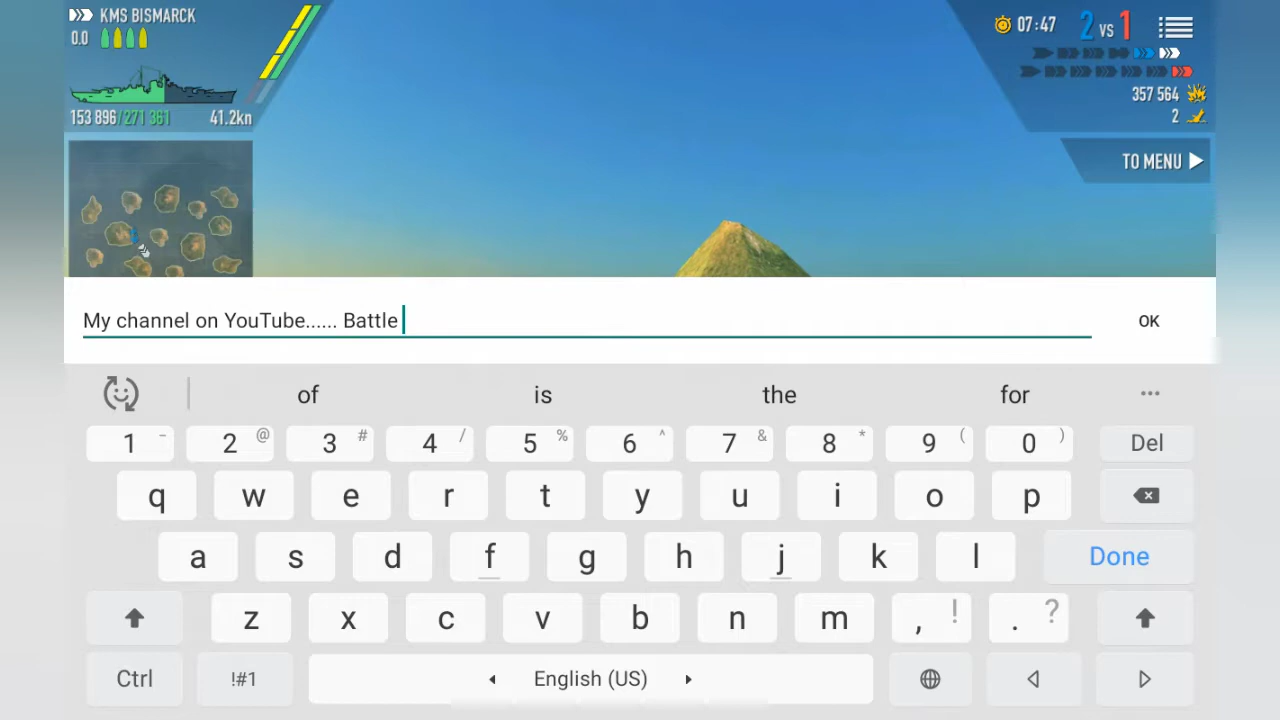 KMS BISMARCK
0.0
153 896/271 361 41.2kn
07:47 2 VS 1
357 564
2
TO MENU
My channel on YouTube...... Battle
OK
of is the for ...
1 - 2 @ 3 # 4 / 5 % 6 ^ 7 & 8 * 9 ( 0 ) Del
q w e r t y u i o p
a s d f g h j k l Done
z x c v b n m , ! . ?
Ctrl !#1 English (US)